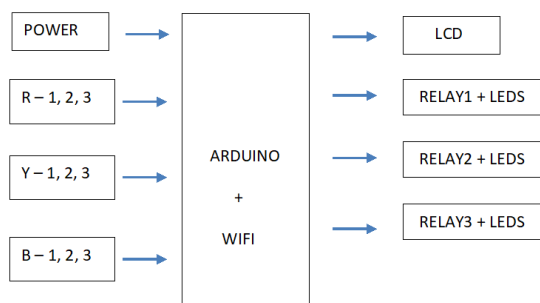 POWER
R – 1, 2, 3
Y – 1, 2, 3
B – 1, 2, 3
ARDUINO
+
WIFI
LCD
RELAY1 + LEDS
RELAY2 + LEDS
RELAY3 + LEDS